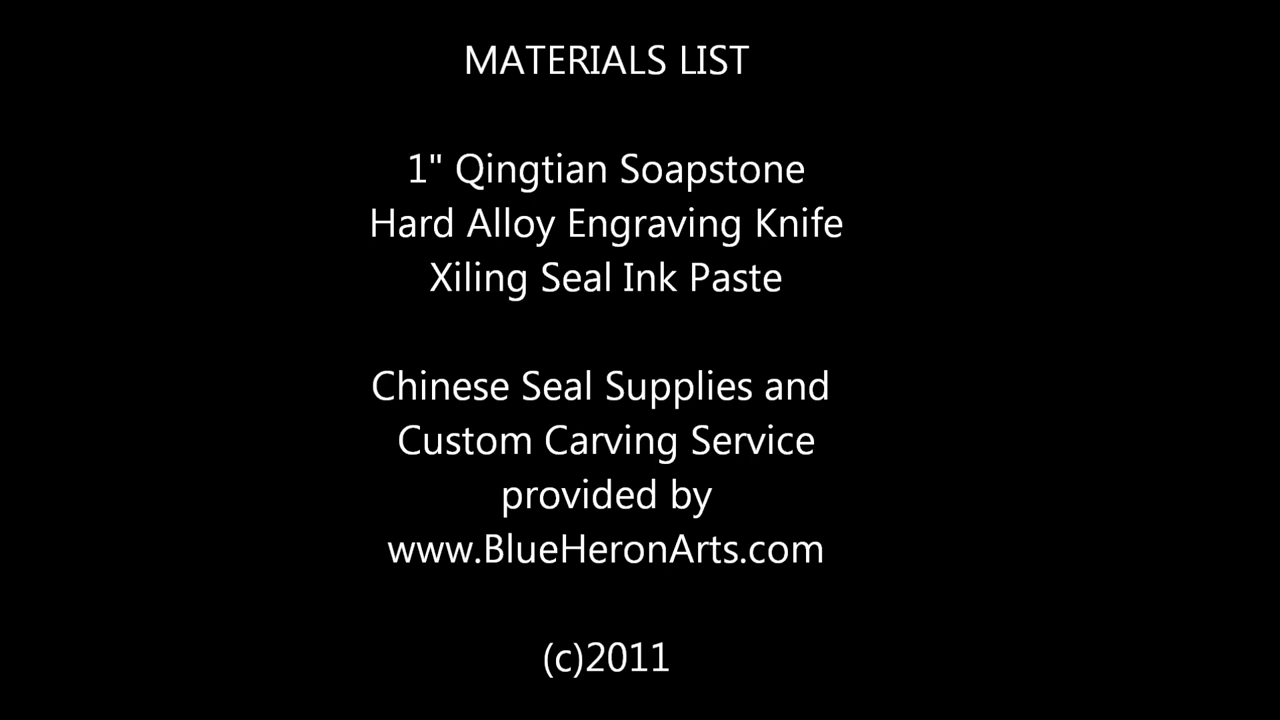 MATERIALS LIST
1" Qingtian Soapstone
Hard Alloy Engraving Knife
Xiling Seal Ink Paste
Chinese Seal Supplies and
Custom Carving Service
provided by
www.BlueHeronArts.com
(c)2011